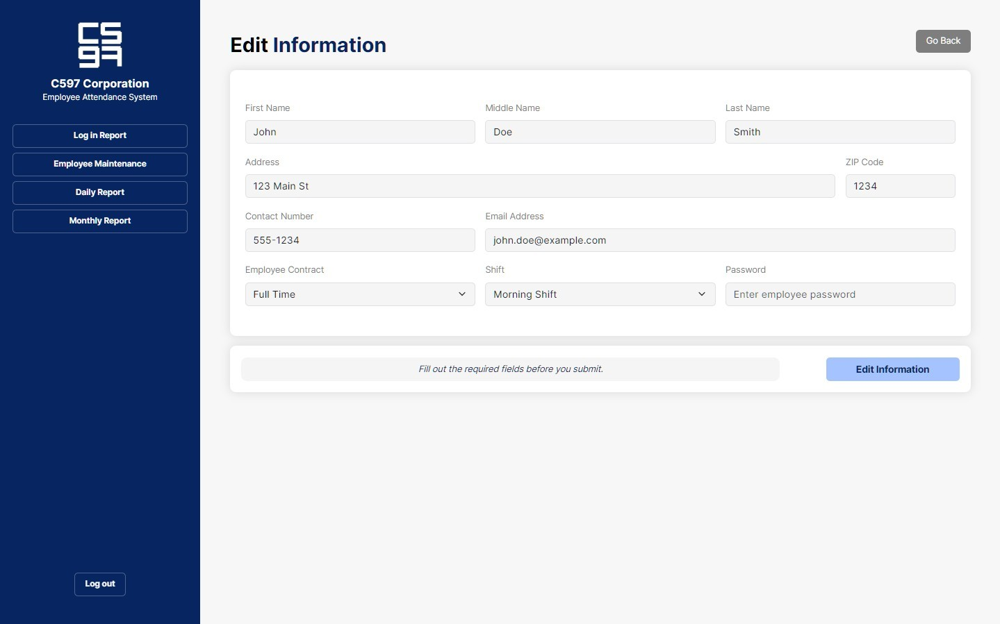 C597
C597 Corporation
Employee Attendance System
Log in Report
Employee Maintenance
Daily Report
Monthly Report
Log out
Edit Information
Go Back
First Name
Middle Name
Last Name
John
Doe
Smith
Address
ZIP Code
123 Main St
1234
Contact Number
Email Address
555-1234
john.doe@example.com
Employee Contract
Shift
Password
Full Time
Morning Shift
Enter employee password
Fill out the required fields before you submit.
Edit Information